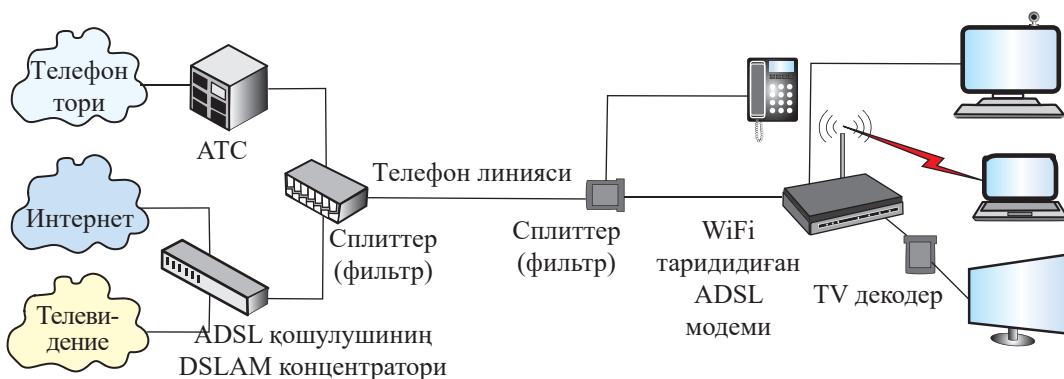 Телефон
тори
АТС
Интернет
Телеви-
дение
ADSL қошулушиниң
DSLAM концентратори
Сплиттер
(фильтр)
Телефон линияси
Сплиттер
(фильтр)
WiFi
таридидиған
ADSL
модеми
TV декодер